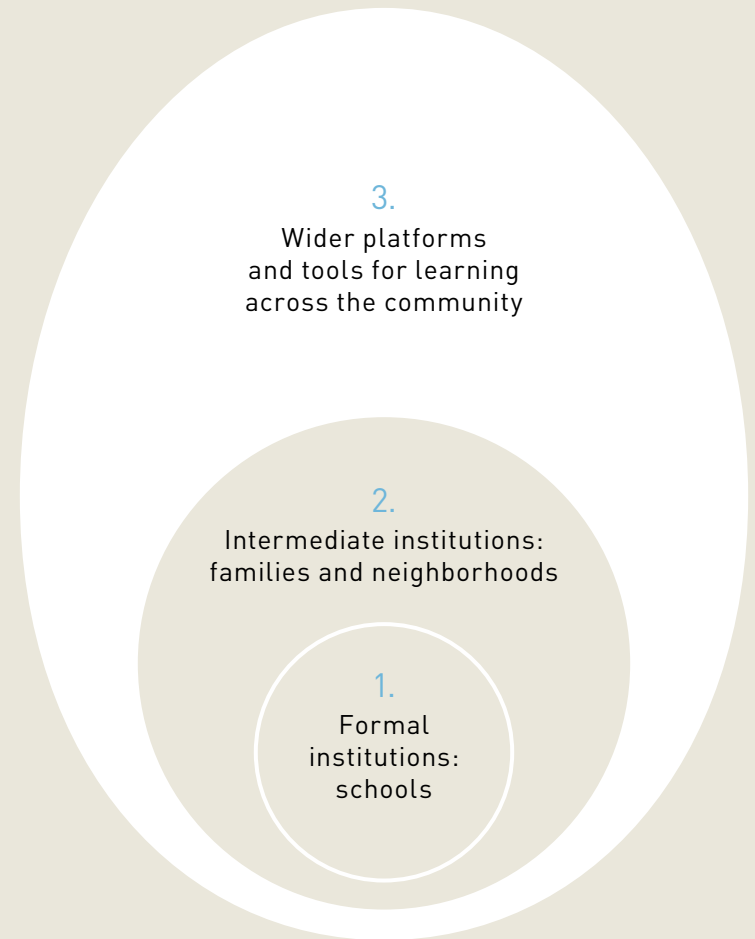 3.
Wider platforms
and tools for learning
across the community
2.
Intermediate institutions:
families and neighborhoods
1.
Formal
institutions:
schools